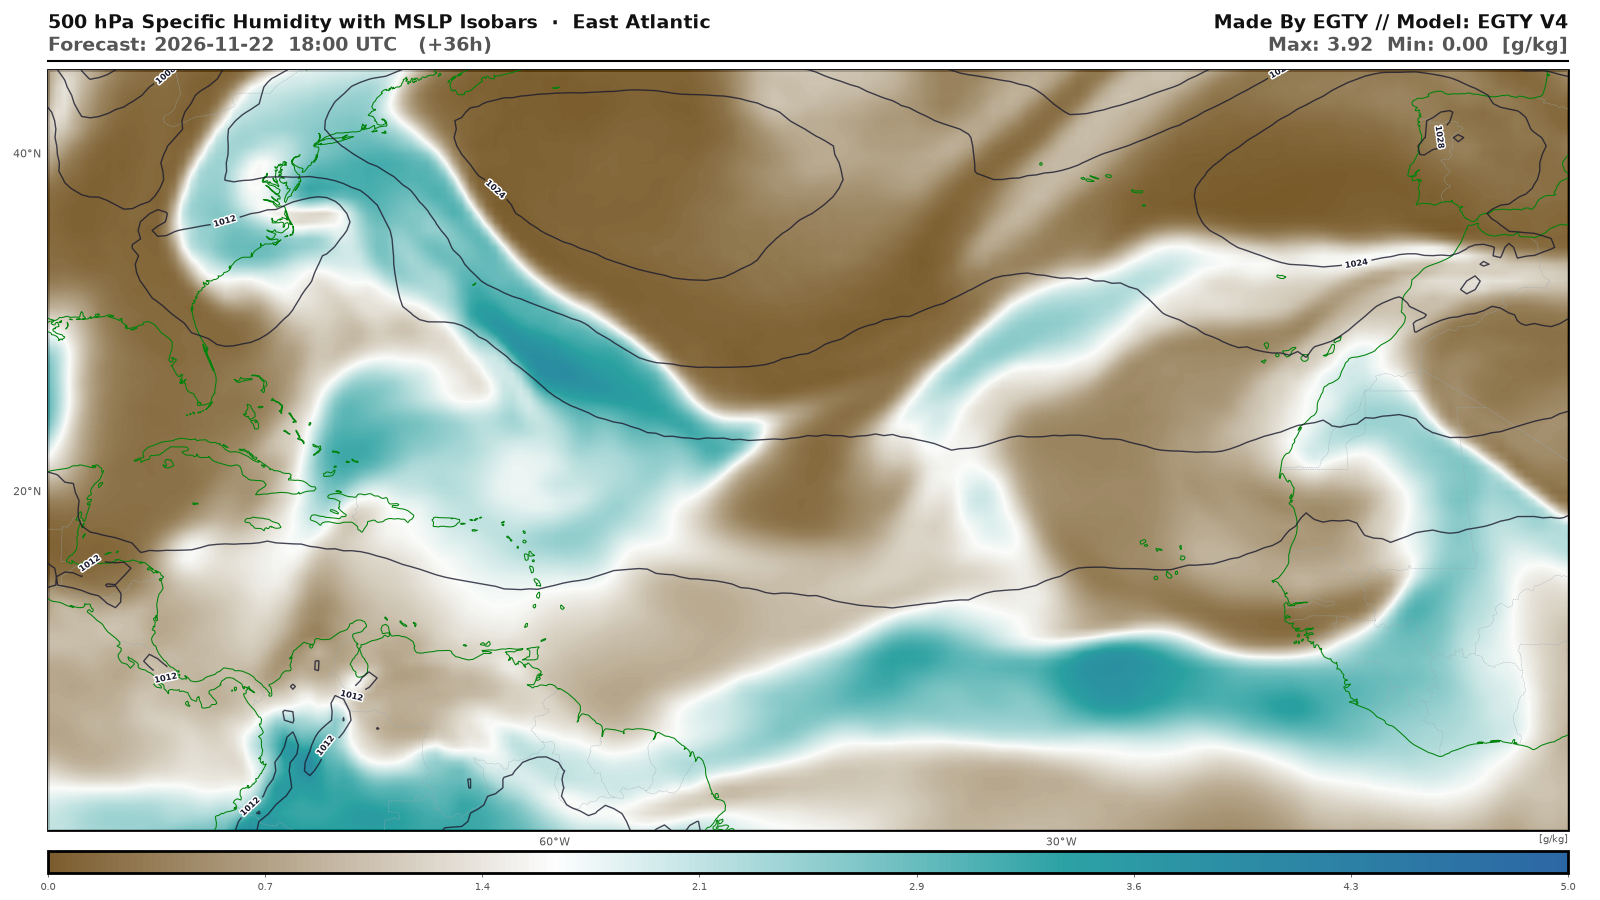 500 hPa Specific Humidity with MSLP Isobars · East Atlantic
Made By EGTY // Model: EGTY V4
Forecast: 2026-11-22 18:00 UTC (+36h)
Max: 3.92 Min: 0.00 [g/kg]
40°N
1028
1024
1012
1024
20°N
1012
1012
1012
1012
1012
60°W
30°W
[g/kg]
0.0
0.7
1.4
2.1
2.9
3.6
4.3
5.0